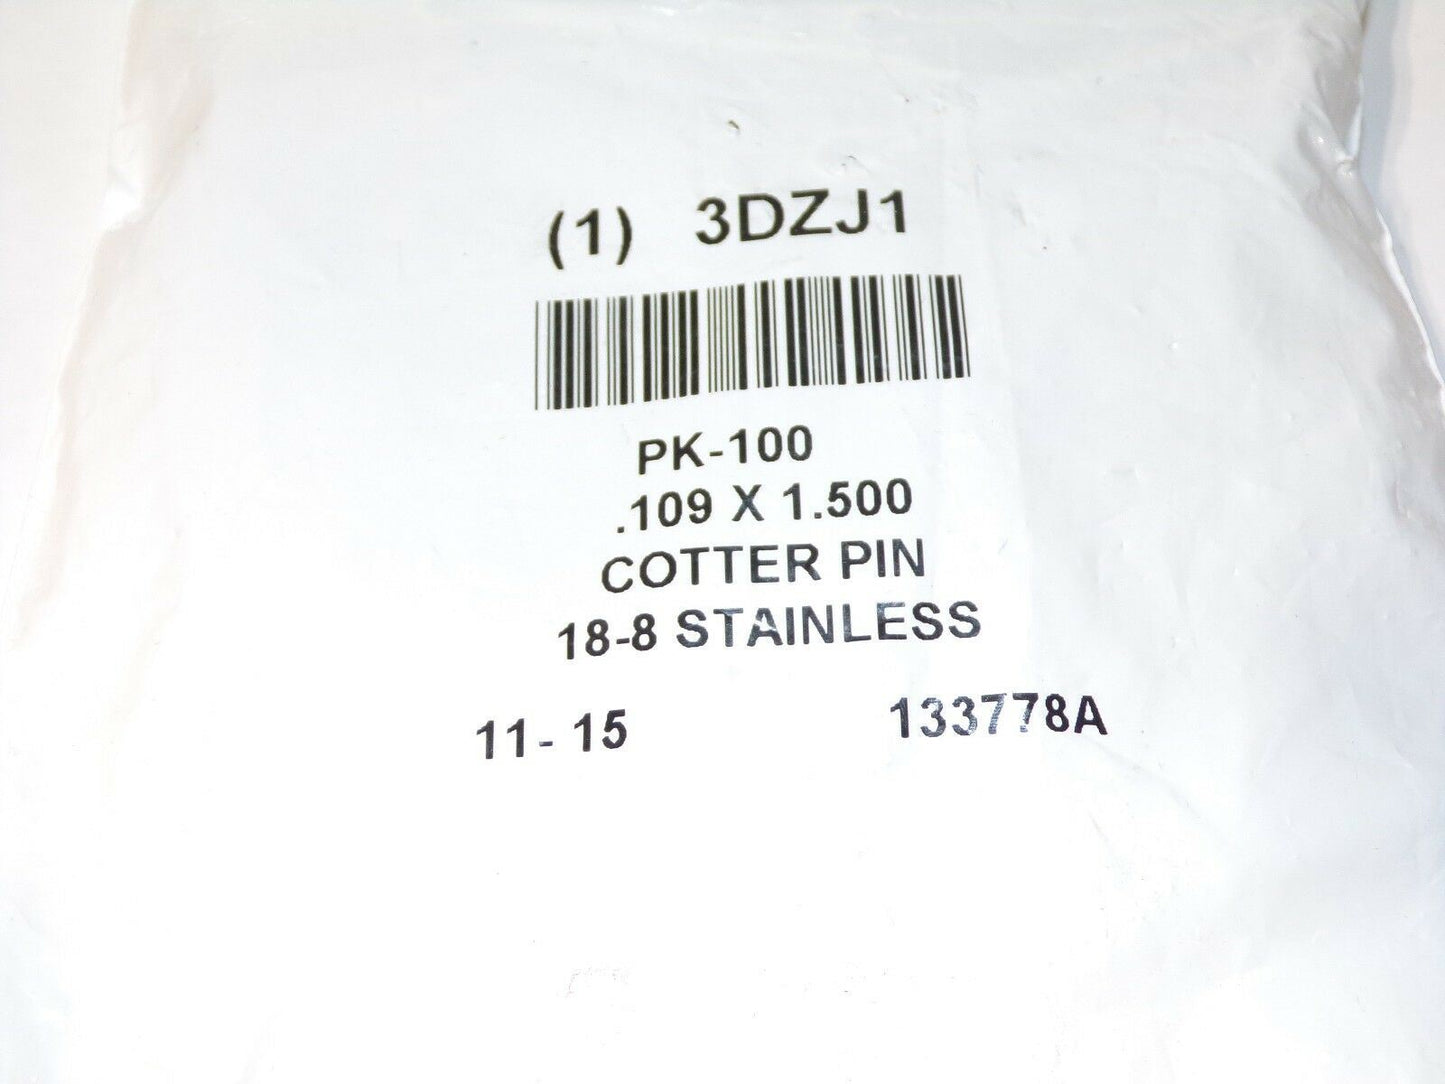 (1) 3DZJ1
PK-100
.109 X 1.500
COTTER PIN
18-8 STAINLESS
11- 15 133778A